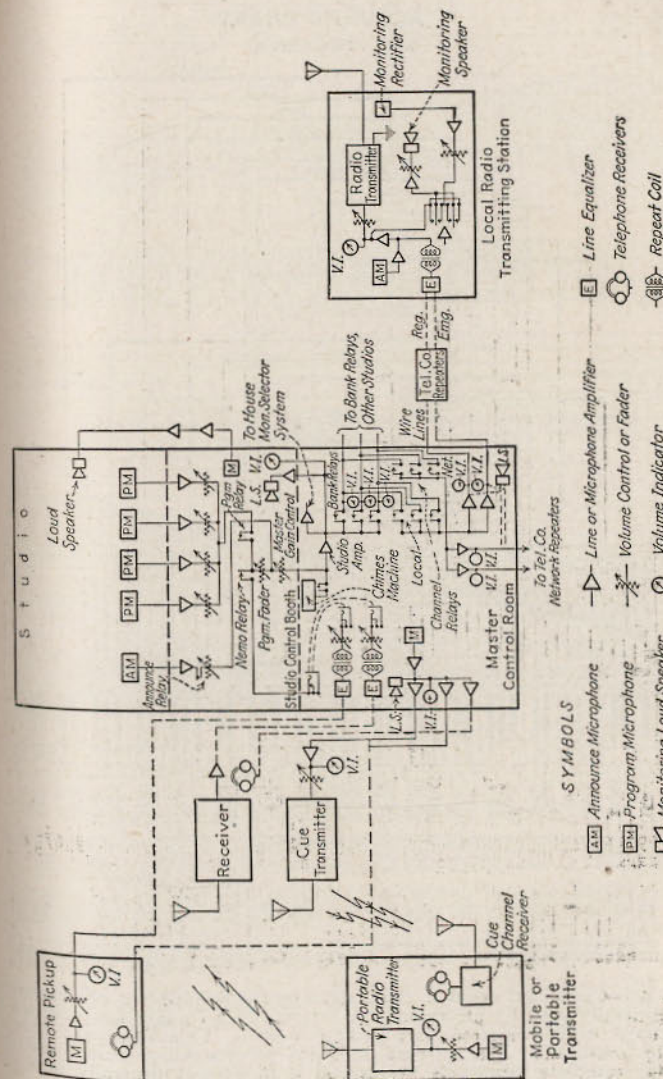 Studio
Loud
Speaker
AM
PM
PM
PM
PM
Announce
Relay
Nemo Relay
Pgm. Fader
Pgm
Relay
Master
Gain Control
M
L.S.
V.I.
To House
Mon. Selector
System
Studio Control Booth
Studio
Amp.
Bank Relays
V.I.
V.I.
V.I.
To Bank Relays,
Other Studios
Chimes
Machine
Local
Channel
Relays
Net.
V.I.
V.I.
L.S.
Wire
Lines
E
E
M
L.S.
V.I.
V.I.
V.I.
Master
Control Room
To Tel. Co.
Network Repeaters
Tel. Co.
Repeaters
Reg.
Emg.
Remote Pickup
M
V.I.
Receiver
Cue
Transmitter
V.I.
Portable
Radio
Transmitter
V.I.
M
Cue
Channel
Receiver
Mobile or
Portable
Transmitter
V.I.
AM
E
Radio
Transmitter
Monitoring
Rectifier
Monitoring
Speaker
Local Radio
Transmitting Station
SYMBOLS
AM Announce Microphone
PM Program Microphone
Monitoring Loud Speaker
Line or Microphone Amplifier
Volume Control or Fader
Volume Indicator
E Line Equalizer
Telephone Receivers
Repeat Coil